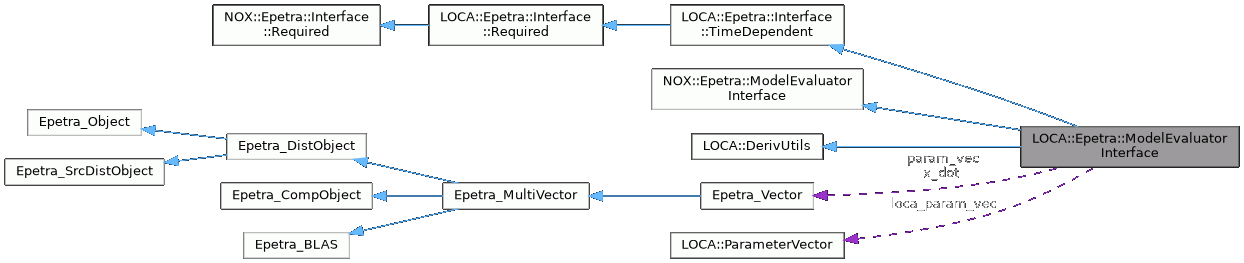 NOX::Epetra::Interface
::Required
LOCA::Epetra::Interface
::Required
LOCA::Epetra::Interface
::TimeDependent
NOX::Epetra::ModelEvaluator
Interface
Epetra_Object
Epetra_DistObject
LOCA::DerivUtils
LOCA::Epetra::ModelEvaluator
Interface
Epetra_SrcDistObject
param_vec
x_dot
Epetra_CompObject
Epetra_MultiVector
Epetra_Vector
loca_param_vec
Epetra_BLAS
LOCA::ParameterVector